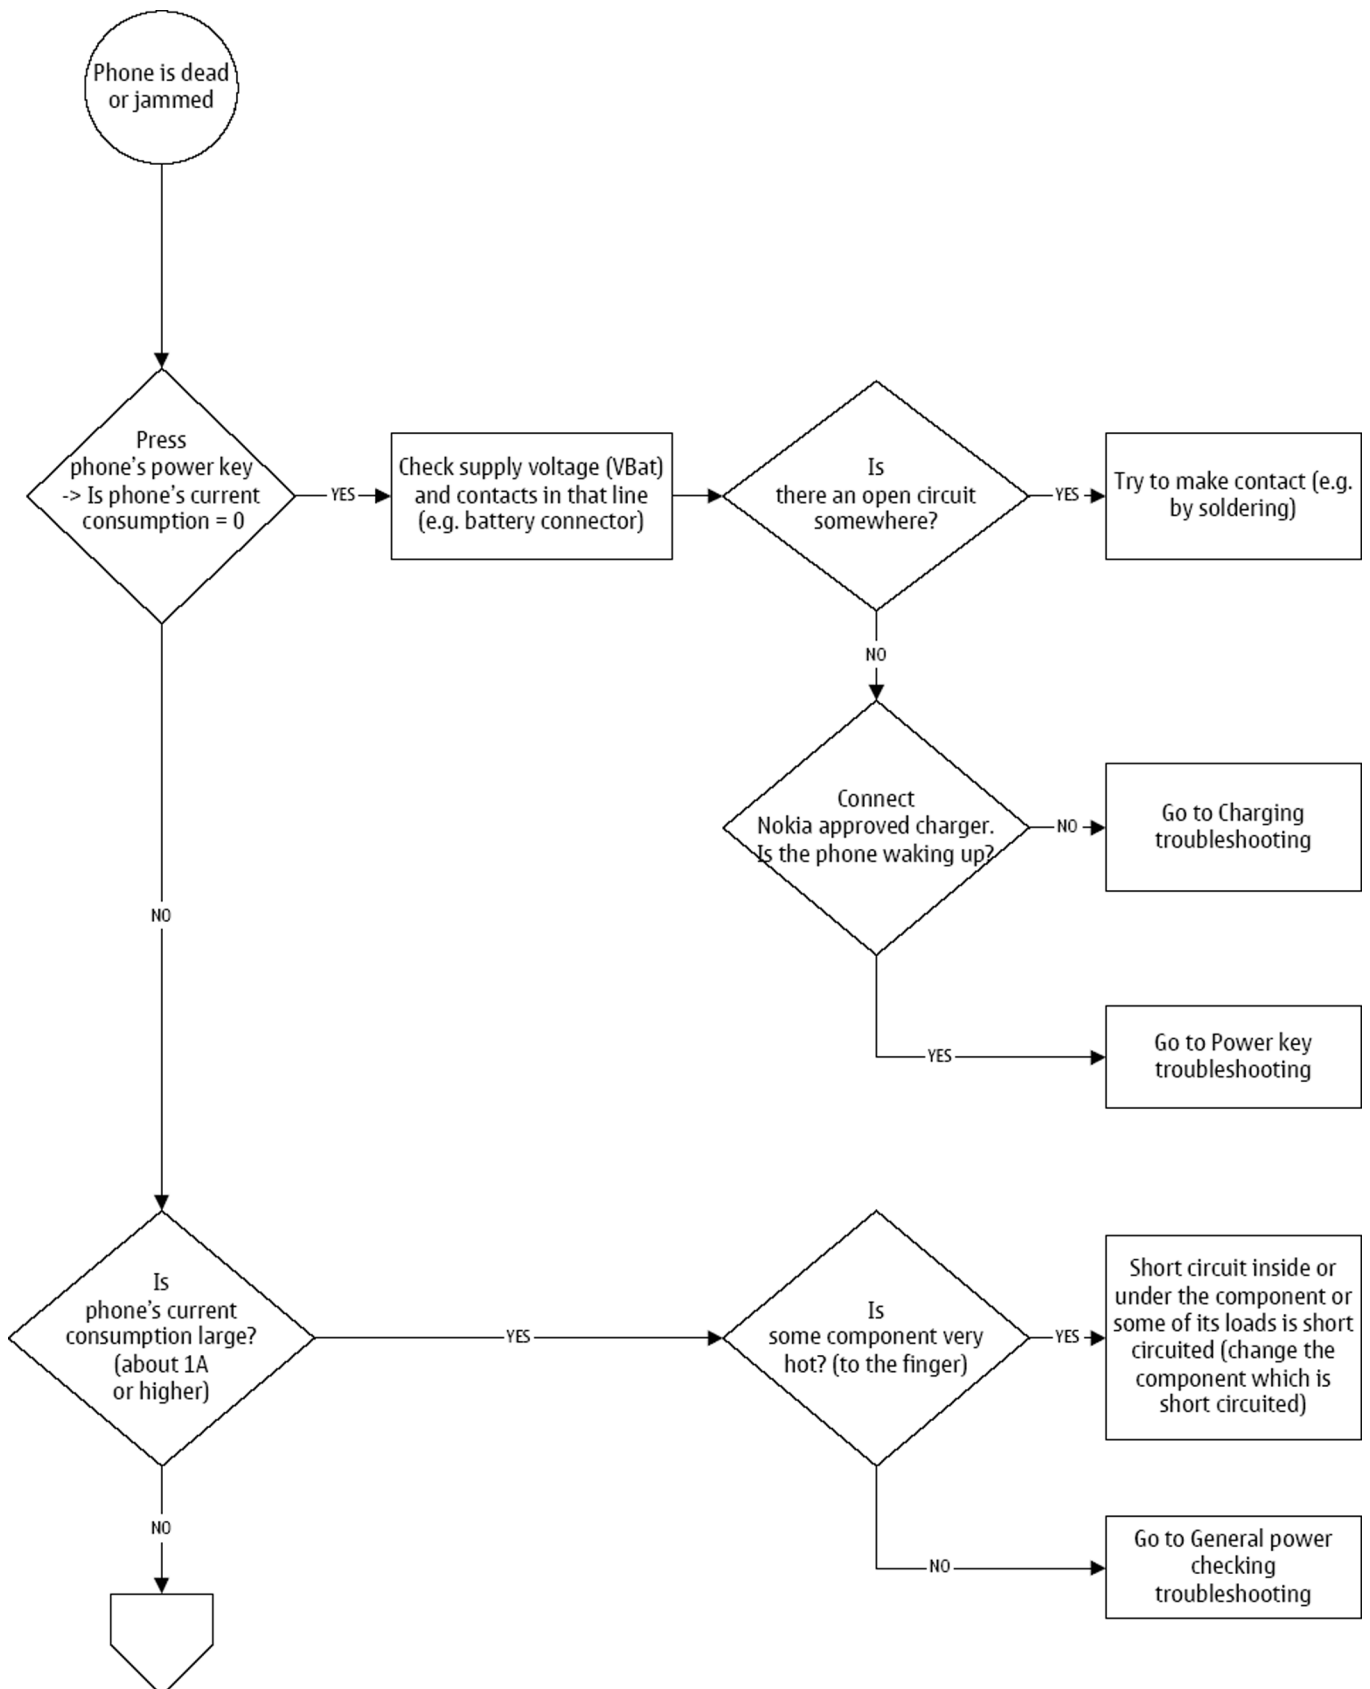 Phone is dead
or jammed
Press
phone's power key
-> Is phone's current
consumption = 0
YES
Check supply voltage (VBat)
and contacts in that line
(e.g. battery connector)
Is
there an open circuit
somewhere?
YES
Try to make contact (e.g.
by soldering)
NO
Connect
Nokia approved charger.
Is the phone waking up?
NO
Go to Charging
troubleshooting
NO
YES
Go to Power key
troubleshooting
Is
phone's current
consumption large?
(about 1A
or higher)
YES
Is
some component very
hot? (to the finger)
YES
Short circuit inside or
under the component or
some of its loads is short
circuited (change the
component which is
short circuited)
NO
NO
Go to General power
checking
troubleshooting